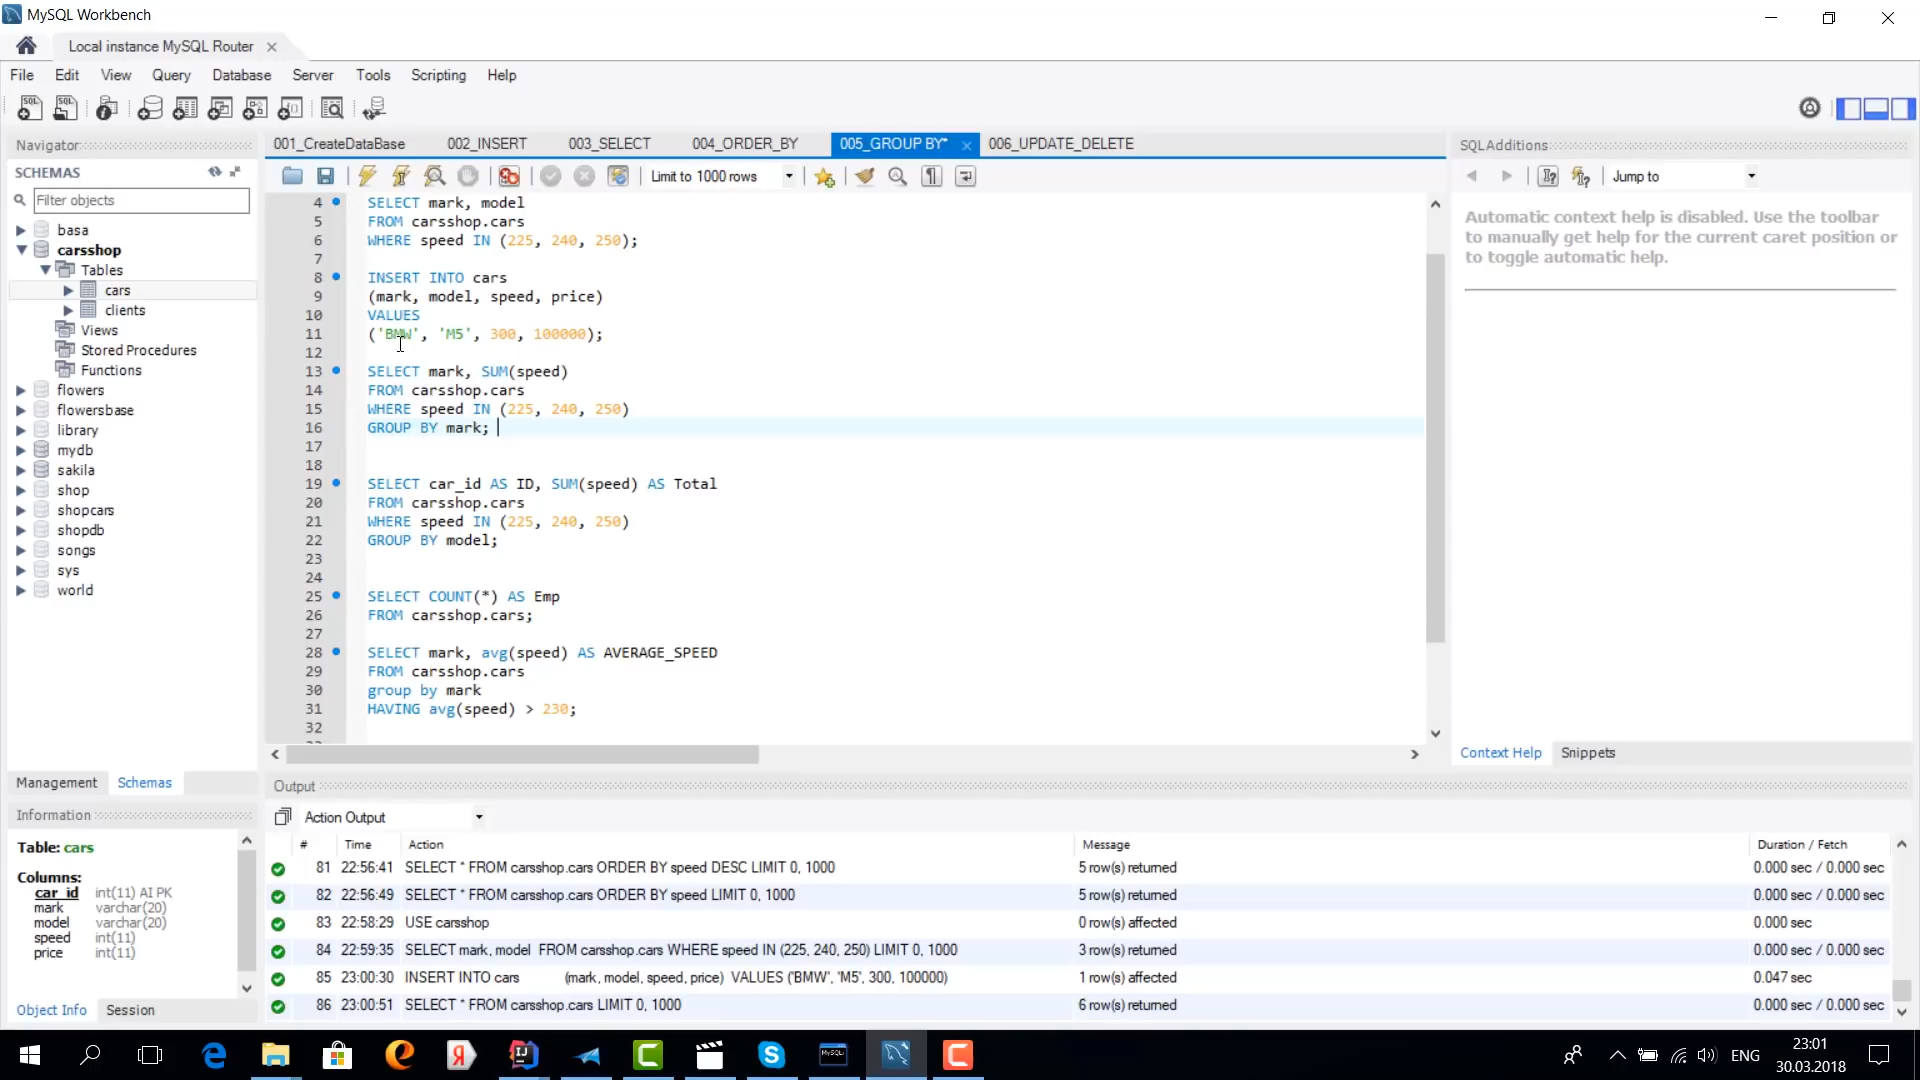 MySQL Workbench
Local instance MySQL Router
File Edit View Query Database Server Tools Scripting Help
Navigator
SCHEMAS
Filter objects
basa
carsshop
Tables
cars
clients
Views
Stored Procedures
Functions
flowers
flowersbase
library
mydb
sakila
shop
shopcars
shopdb
songs
sys
world
Management Schemas
Information
Table: cars
Columns:
car_id int(11) AI PK
mark varchar(20)
model varchar(20)
speed int(11)
price int(11)
Object Info Session
001_CreateDataBase 002_INSERT 003_SELECT 004_ORDER_BY 005_GROUP BY* 006_UPDATE_DELETE
Limit to 1000 rows
4 SELECT mark, model
5 FROM carsshop.cars
6 WHERE speed IN (225, 240, 250);
7
8 INSERT INTO cars
9 (mark, model, speed, price)
10 VALUES
11 ('BMW', 'M5', 300, 100000);
12
13 SELECT mark, SUM(speed)
14 FROM carsshop.cars
15 WHERE speed IN (225, 240, 250)
16 GROUP BY mark;
17
18
19 SELECT car_id AS ID, SUM(speed) AS Total
20 FROM carsshop.cars
21 WHERE speed IN (225, 240, 250)
22 GROUP BY model;
23
24
25 SELECT COUNT(*) AS Emp
26 FROM carsshop.cars;
27
28 SELECT mark, avg(speed) AS AVERAGE_SPEED
29 FROM carsshop.cars
30 group by mark
31 HAVING avg(speed) > 230;
32
SQLAdditions
Jump to
Automatic context help is disabled. Use the toolbar
to manually get help for the current caret position or
to toggle automatic help.
Context Help Snippets
Output
Action Output
# Time Action Message Duration / Fetch
81 22:56:41 SELECT * FROM carsshop.cars ORDER BY speed DESC LIMIT 0, 1000 5 row(s) returned 0.000 sec / 0.000 sec
82 22:56:49 SELECT * FROM carsshop.cars ORDER BY speed LIMIT 0, 1000 5 row(s) returned 0.000 sec / 0.000 sec
83 22:58:29 USE carsshop 0 row(s) affected 0.000 sec
84 22:59:35 SELECT mark, model FROM carsshop.cars WHERE speed IN (225, 240, 250) LIMIT 0, 1000 3 row(s) returned 0.000 sec / 0.000 sec
85 23:00:30 INSERT INTO cars (mark, model, speed, price) VALUES ('BMW', 'M5', 300, 100000) 1 row(s) affected 0.047 sec
86 23:00:51 SELECT * FROM carsshop.cars LIMIT 0, 1000 6 row(s) returned 0.000 sec / 0.000 sec
ENG
23:01
30.03.2018